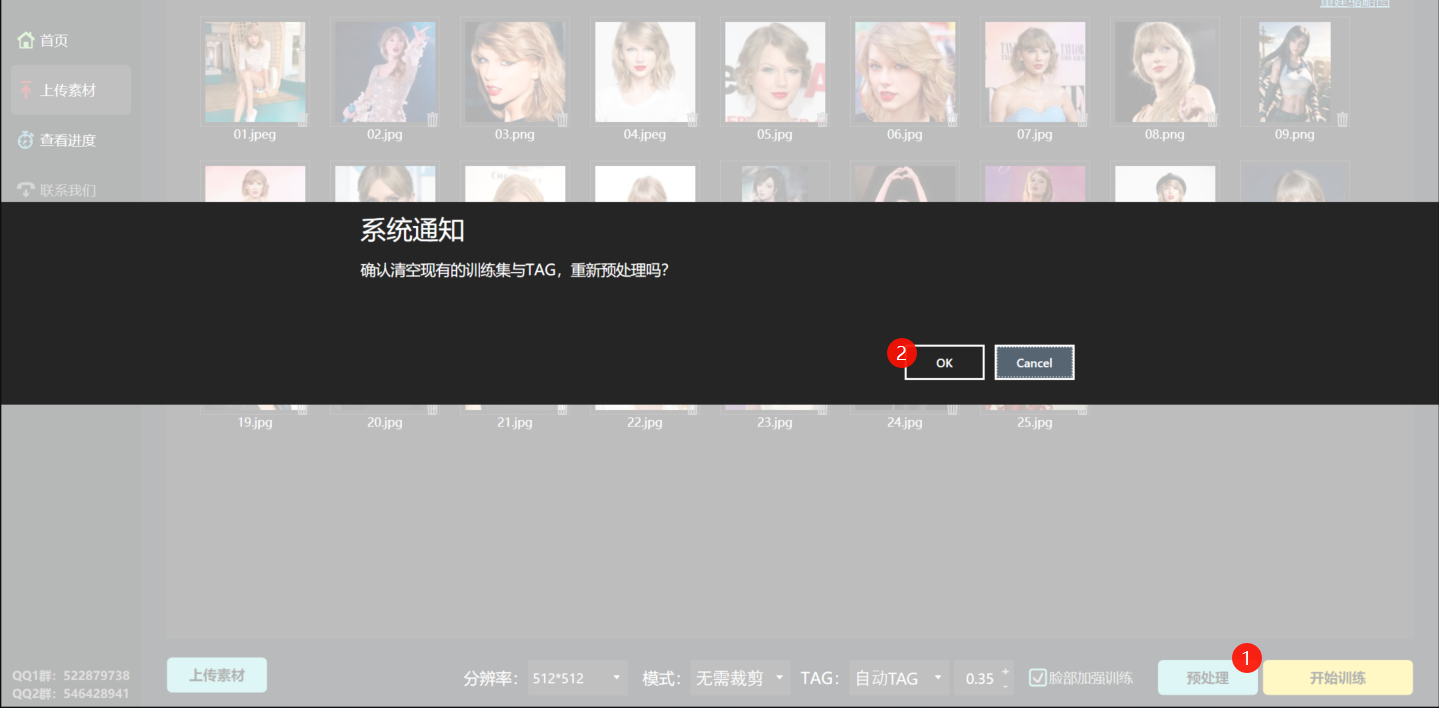 重建缩略图
首页
上传素材
查看进度
联系我们
01.jpeg
02.jpg
03.png
04.jpeg
05.jpg
06.jpg
07.jpg
08.png
09.png
系统通知
确认清空现有的训练集与TAG，重新预处理吗?
2
OK
Cancel
19.jpg
20.jpg
21.jpg
22.jpg
23.jpg
24.jpg
25.jpg
QQ1群：522879738
QQ2群：546428941
上传素材
分辨率： 512*512 模式： 无需裁剪 TAG： 自动TAG 0.35 脸部加强训练
1
预处理
开始训练